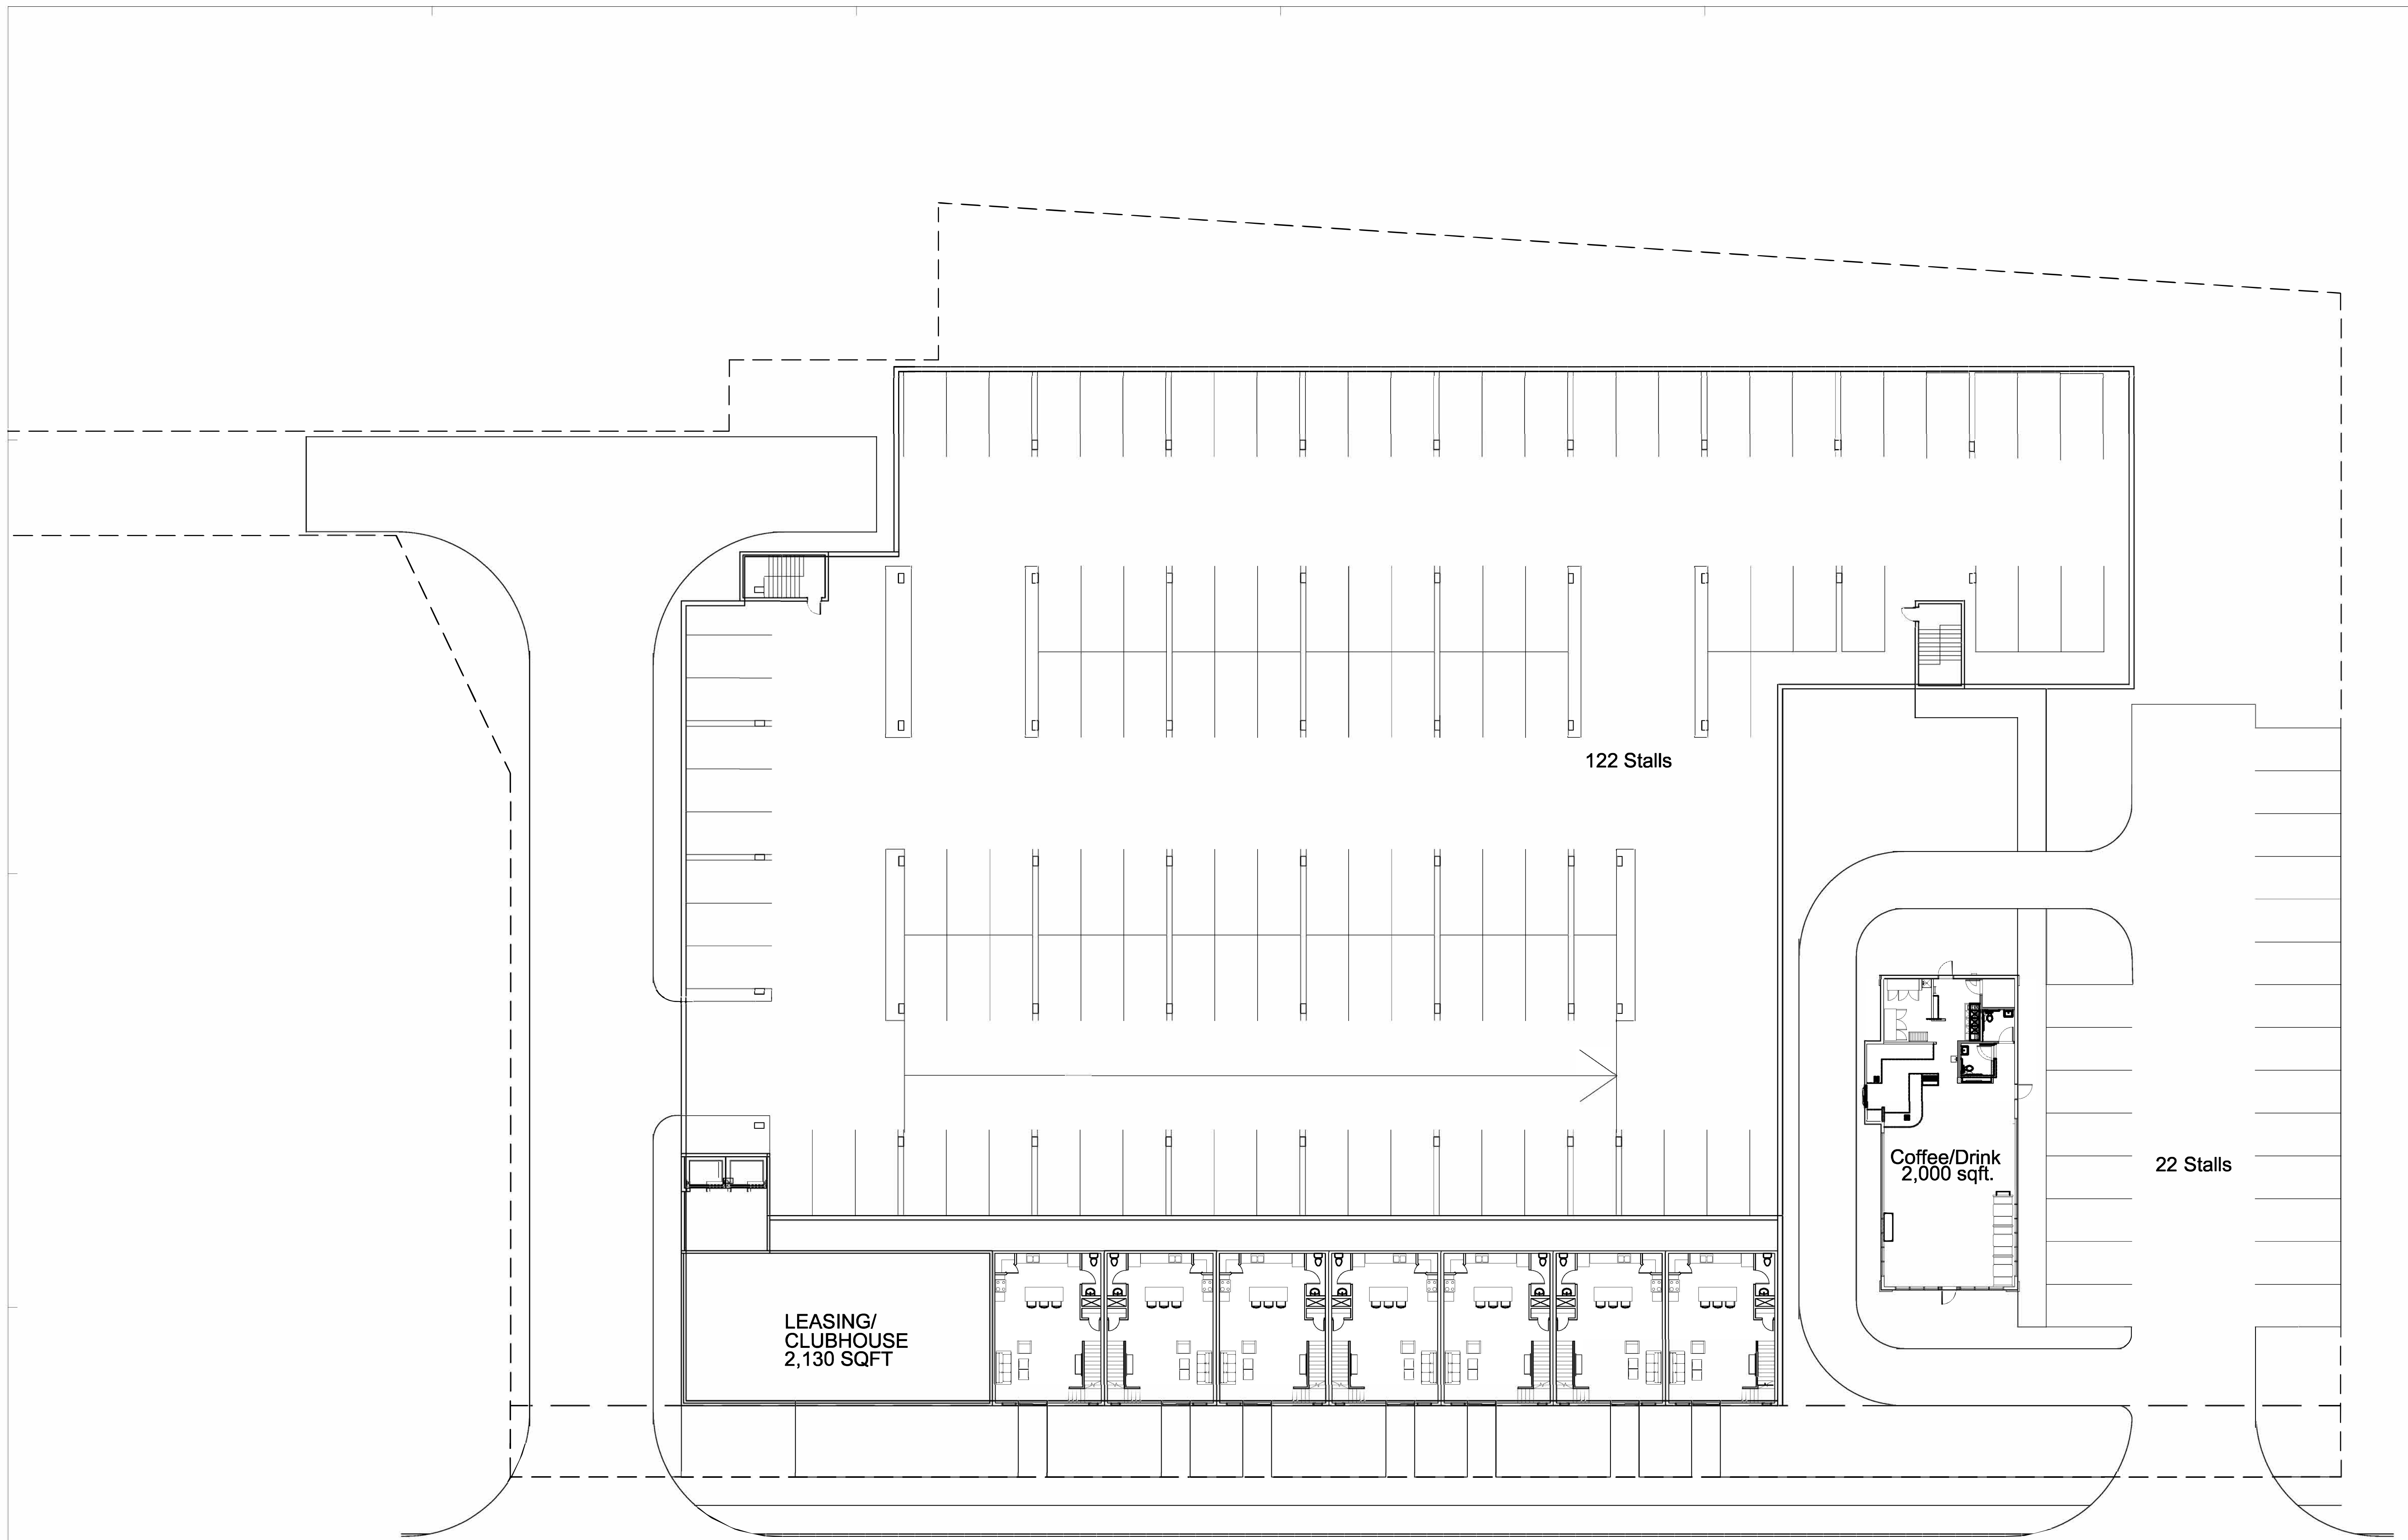 122 Stalls
Coffee/Drink
2,000 sqft.
22 Stalls
LEASING/
CLUBHOUSE
2,130 SQFT